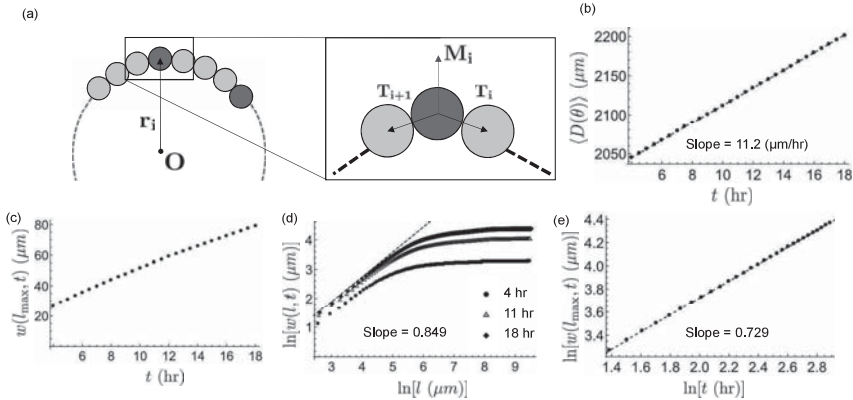 (a)
r_i
O
M_i
T_{i+1}
T_i
(b)
⟨D(θ)⟩ (μm)
2200
2150
2100
2050
Slope = 11.2 (μm/hr)
4 6 8 10 12 14 16 18
t (hr)
(c)
w(l_max, t) (μm)
80
60
40
20
6 8 10 12 14 16 18
t (hr)
(d)
ln[w(l, t) (μm)]
4
3
2
1
4 hr
11 hr
18 hr
Slope = 0.849
3 4 5 6 7 8 9
ln[l (μm)]
(e)
ln[w(l_max, t) (μm)]
4.4
4.2
4.0
3.8
3.6
3.4
Slope = 0.729
1.4 1.6 1.8 2.0 2.2 2.4 2.6 2.8
ln[t (hr)]